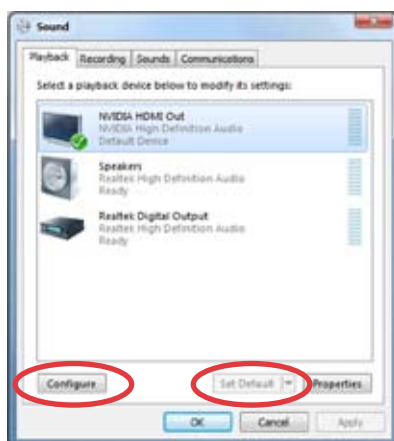 Sound
Playback Recording Sounds Communications
Select a playback device below to modify its settings:
NVIDIA HDMI Out
NVIDIA High Definition Audio
Default Device
Speakers
Realtek High Definition Audio
Ready
Realtek Digital Output
Realtek High Definition Audio
Ready
Configure Set Default Properties
OK Cancel Apply